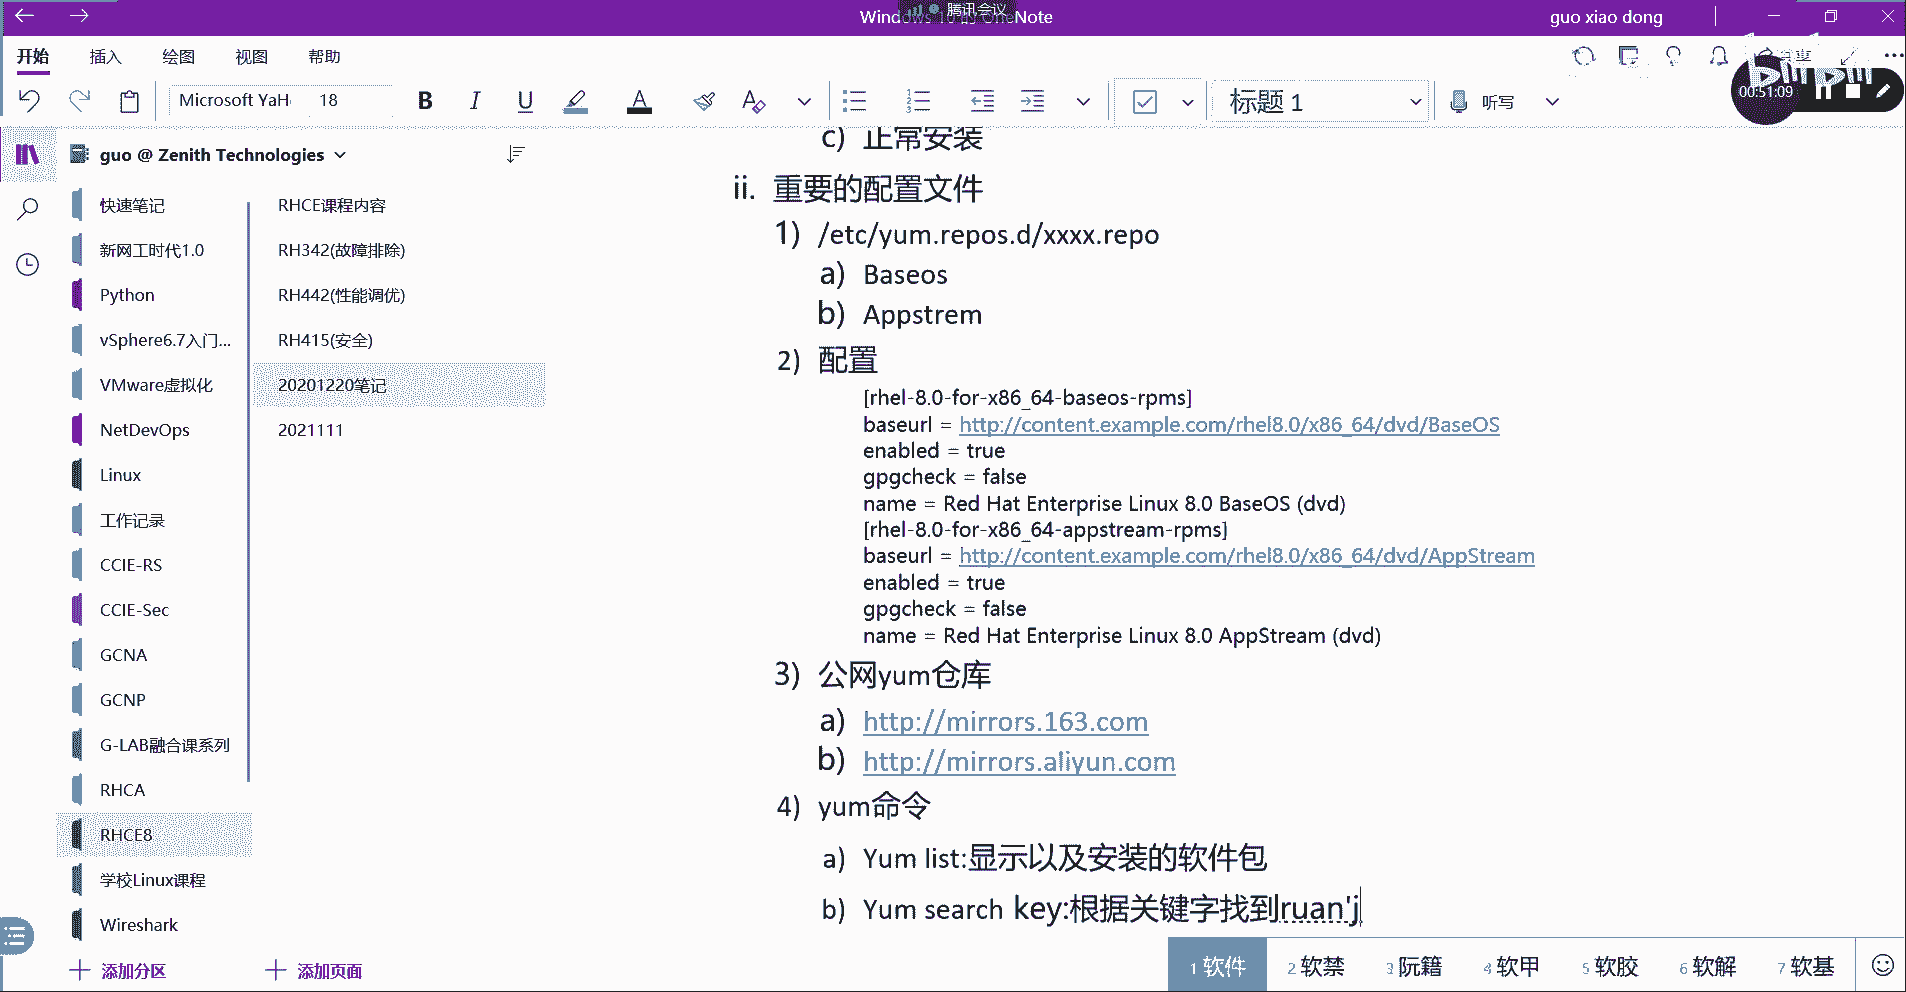 腾讯会议
Windows 10 的 OneNote
guo xiao dong
开始 插入 绘图 视图 帮助
共享
bilibili
00:51:09
Microsoft YaH 18
B I U A A
标题 1
听写
guo @ Zenith Technologies
快速笔记
新网工时代1.0
Python
vSphere6.7入门...
VMware虚拟化
NetDevOps
Linux
工作记录
CCIE-RS
CCIE-Sec
GCNA
GCNP
G-LAB融合课系列
RHCA
RHCE8
学校Linux课程
Wireshark
添加分区
RHCE课程内容
RH342(故障排除)
RH442(性能调优)
RH415(安全)
20201220笔记
2021111
添加页面
c) 正常安装
ii. 重要的配置文件
1) /etc/yum.repos.d/xxxx.repo
a) Baseos
b) Appstrem
2) 配置
[rhel-8.0-for-x86_64-baseos-rpms]
baseurl = http://content.example.com/rhel8.0/x86_64/dvd/BaseOS
enabled = true
gpgcheck = false
name = Red Hat Enterprise Linux 8.0 BaseOS (dvd)
[rhel-8.0-for-x86_64-appstream-rpms]
baseurl = http://content.example.com/rhel8.0/x86_64/dvd/AppStream
enabled = true
gpgcheck = false
name = Red Hat Enterprise Linux 8.0 AppStream (dvd)
3) 公网yum仓库
a) http://mirrors.163.com
b) http://mirrors.aliyun.com
4) yum命令
a) Yum list:显示以及安装的软件包
b) Yum search key:根据关键字找到ruan'j
1 软件 2 软禁 3 阮籍 4 软甲 5 软胶 6 软解 7 软基